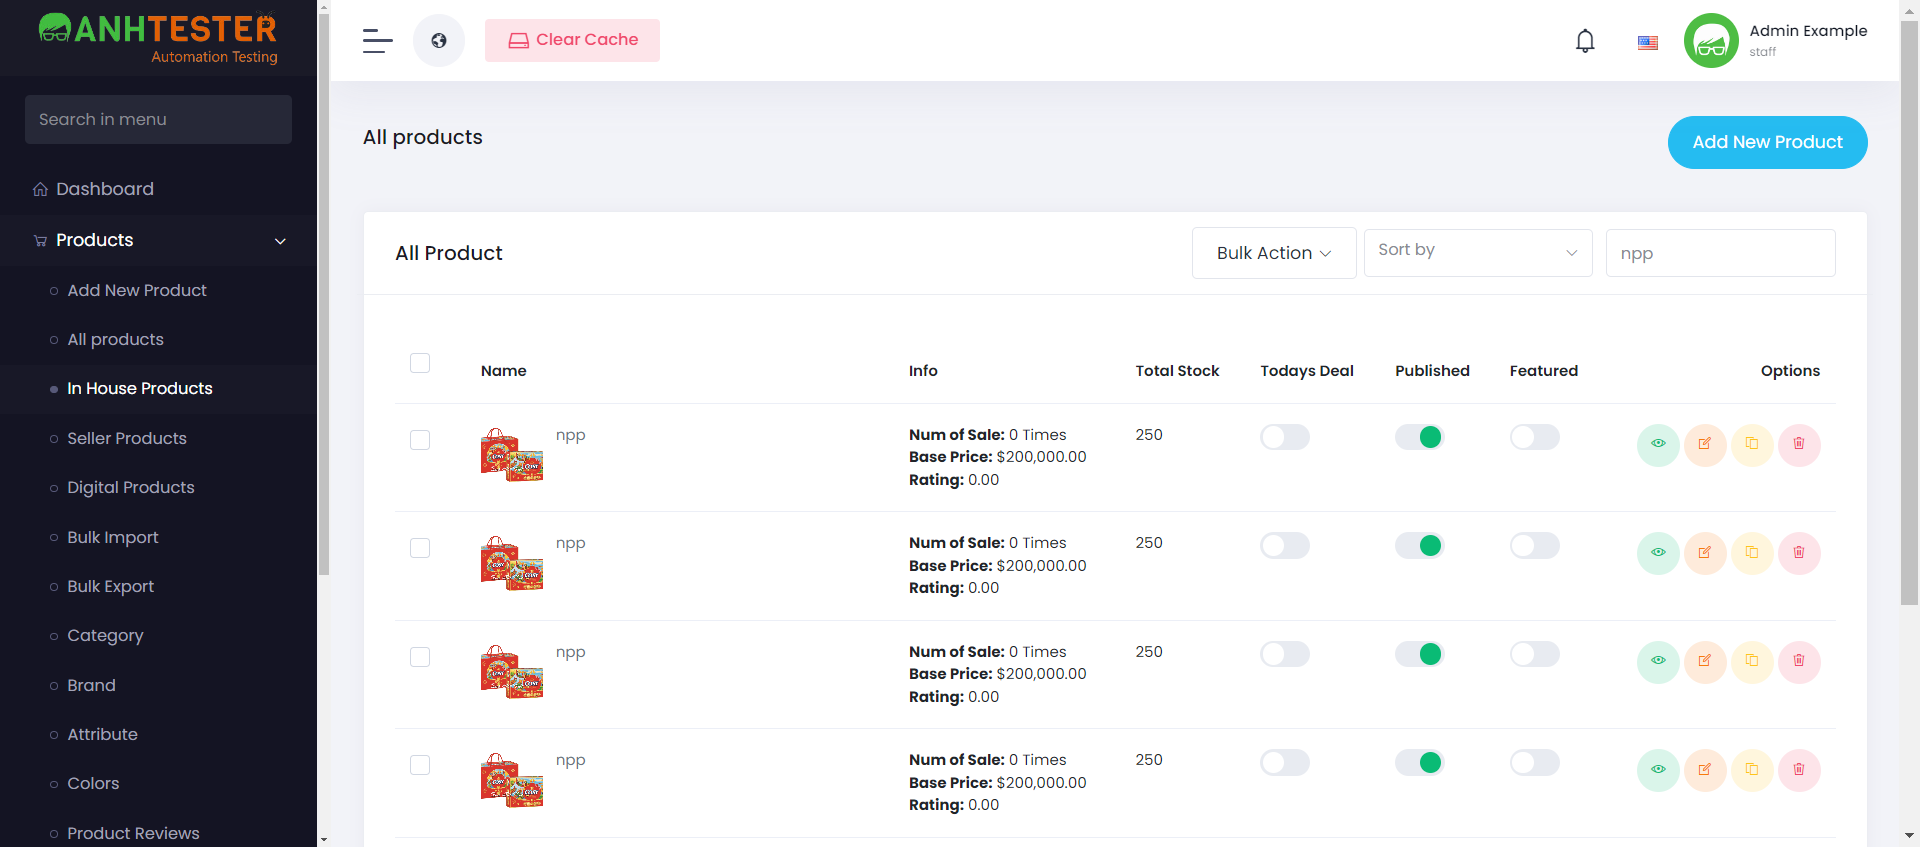 ANHTESTER
Automation Testing
Search in menu
Dashboard
Products
Add New Product
All products
In House Products
Seller Products
Digital Products
Bulk Import
Bulk Export
Category
Brand
Attribute
Colors
Product Reviews
Clear Cache
Admin Example
staff
All products
Add New Product
All Product
Bulk Action
Sort by
npp
Name
Info
Total Stock
Todays Deal
Published
Featured
Options
npp
Num of Sale: 0 Times
Base Price: $200,000.00
Rating: 0.00
250
npp
Num of Sale: 0 Times
Base Price: $200,000.00
Rating: 0.00
250
npp
Num of Sale: 0 Times
Base Price: $200,000.00
Rating: 0.00
250
npp
Num of Sale: 0 Times
Base Price: $200,000.00
Rating: 0.00
250